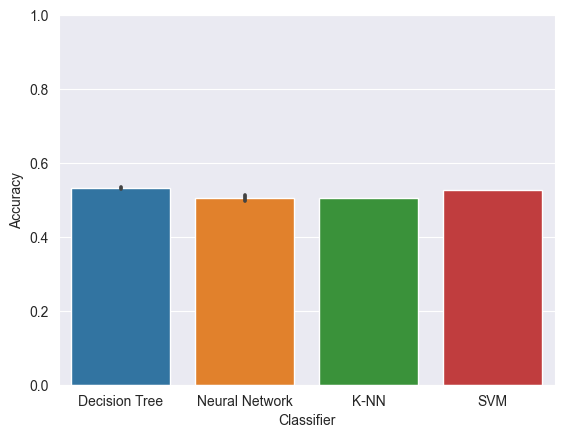 1.0
0.8
0.6
0.4
0.2
0.0
Accuracy
Decision Tree
Neural Network
K-NN
SVM
Classifier